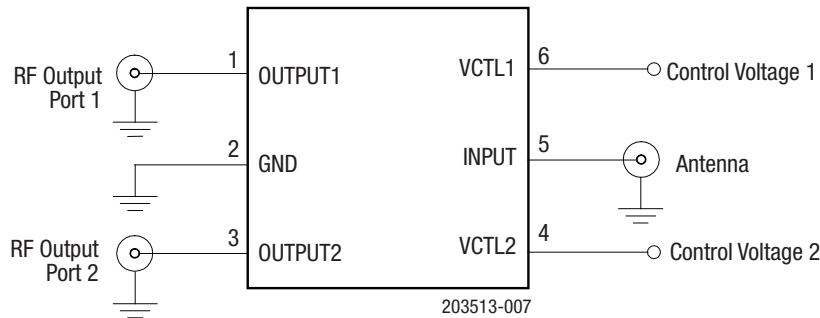 RF Output
Port 1
1
OUTPUT1
VCTL1
6
Control Voltage 1
2
GND
INPUT
5
Antenna
RF Output
Port 2
3
OUTPUT2
VCTL2
4
Control Voltage 2
203513-007